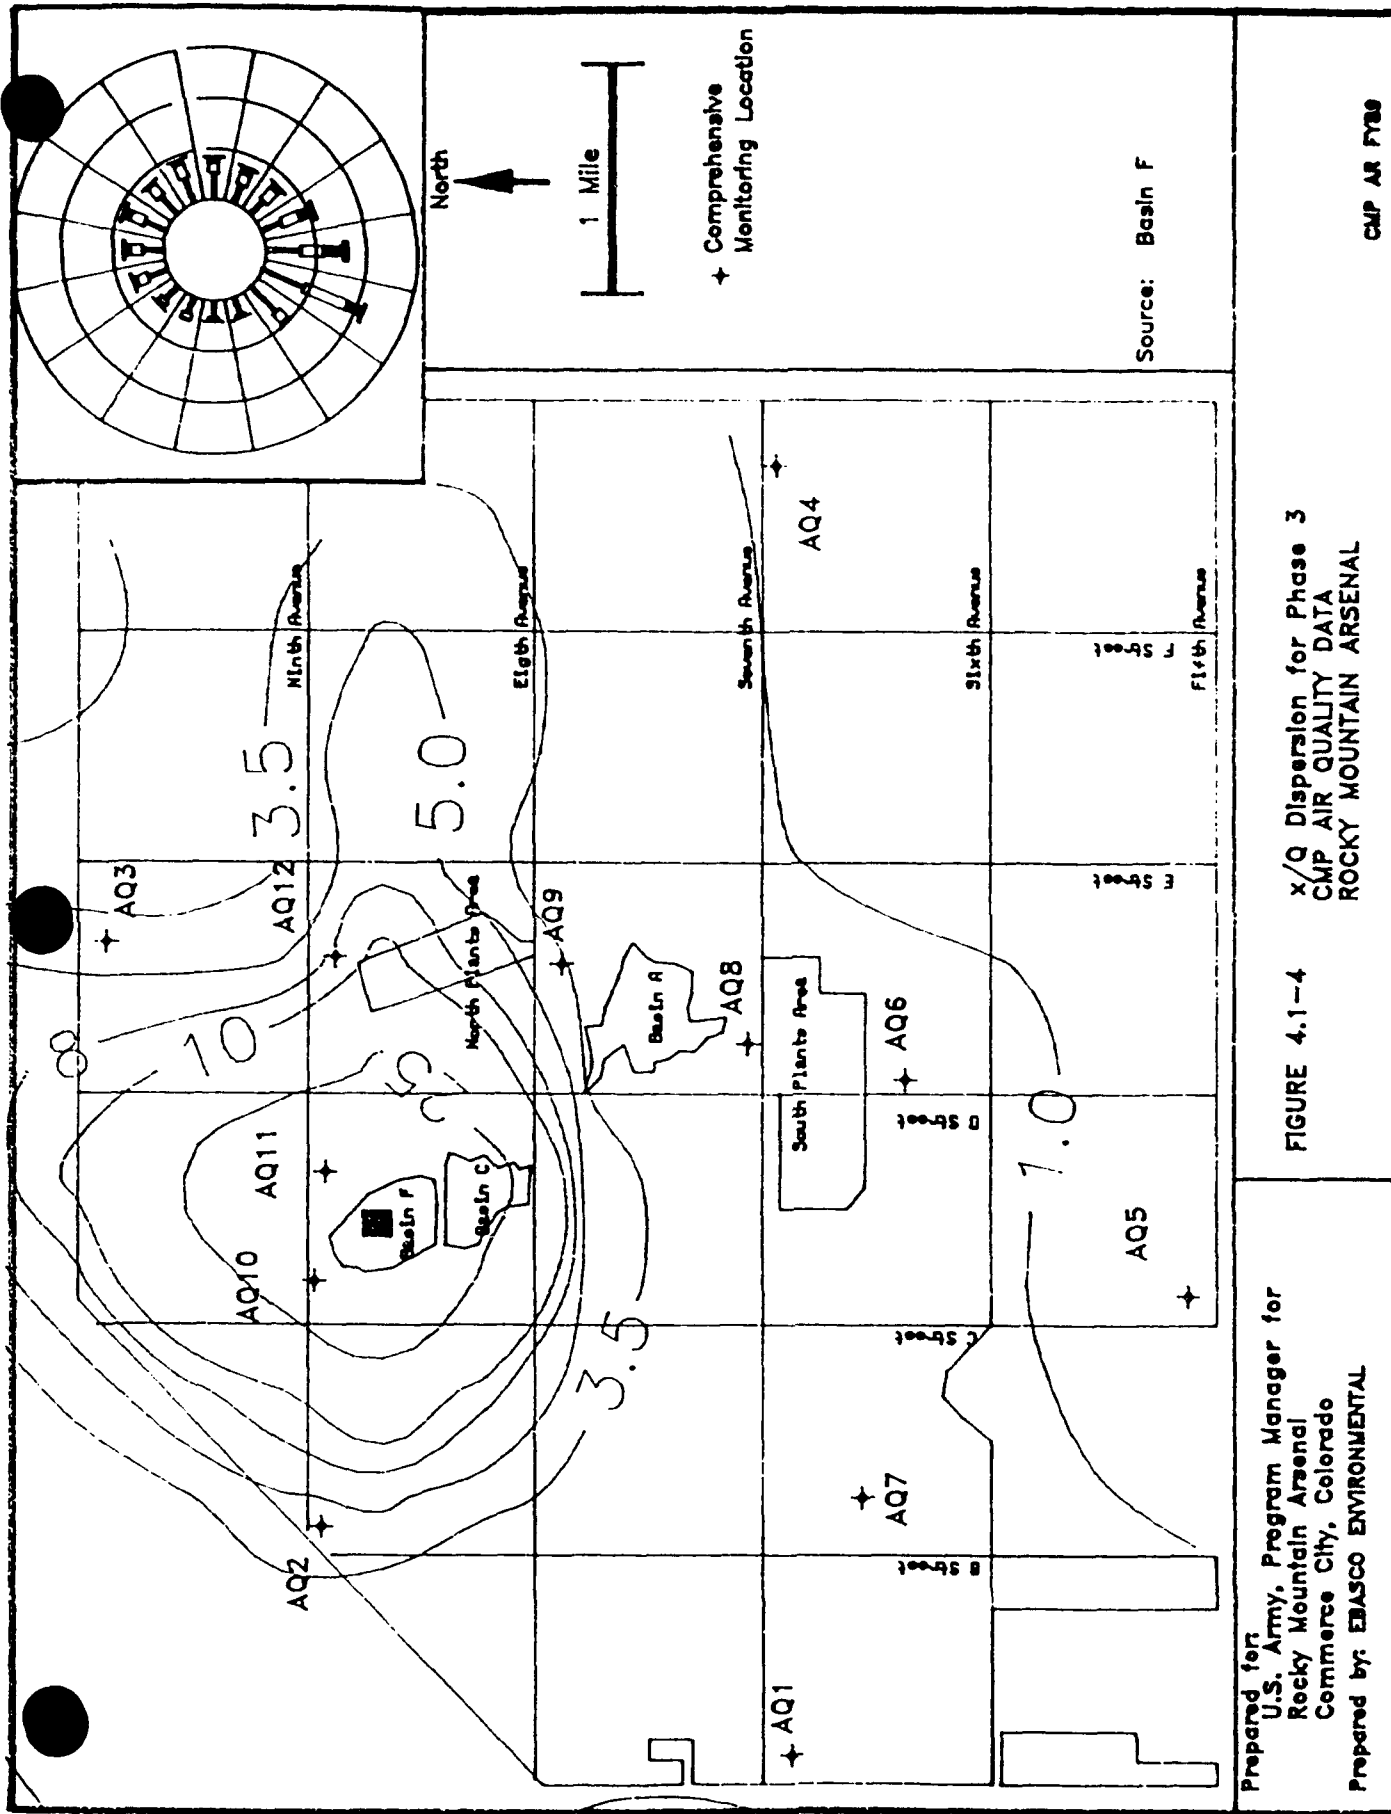 North
1 Mile
Comprehensive
Monitoring Location
Source: Basin F
AQ3
3.5
8
10
AQ12
Ninth Avenue
AQ11
25
5.0
AQ10
AQ2
Basin F
Basin C
North Plants Area
Eigth Avenue
AQ9
3.5
Basin A
AQ8
Seventh Avenue
AQ4
AQ1
South Plants Area
AQ6
AQ7
B Street
C Street
D Street
E Street
F Street
Sixth Avenue
1.0
AQ5
Fifth Avenue
Prepared for:
U.S. Army, Program Manager for
Rocky Mountain Arsenal
Commerce City, Colorado
Prepared by: EBASCO ENVIRONMENTAL
FIGURE 4.1-4
x/Q Dispersion for Phase 3
CMP AIR QUALITY DATA
ROCKY MOUNTAIN ARSENAL
CMP AR FY89